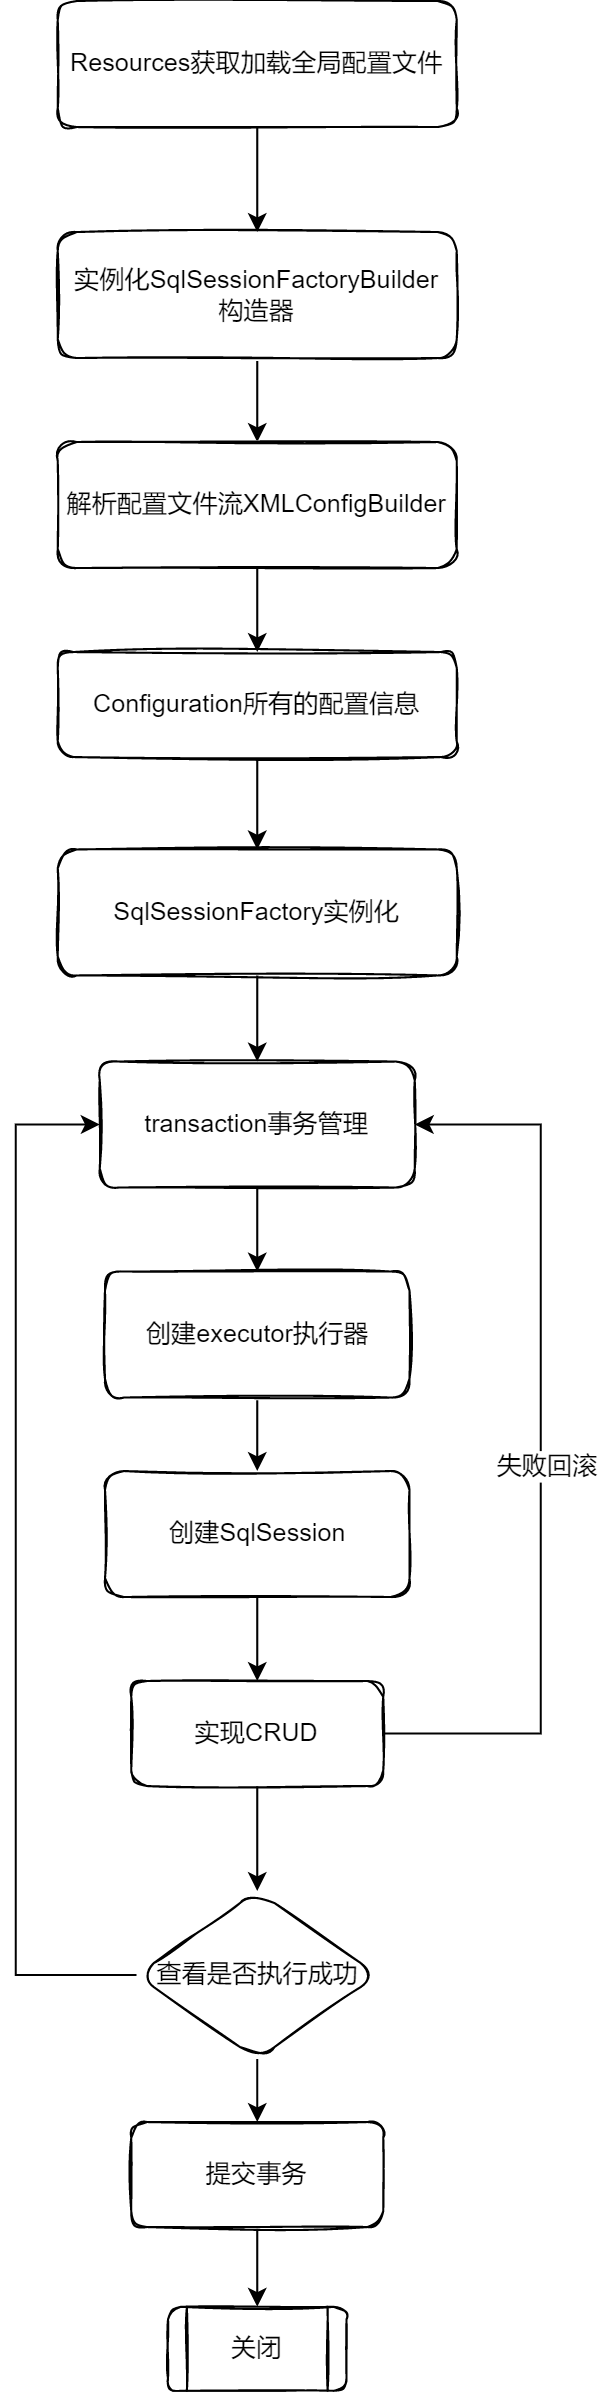 Resources获取加载全局配置文件
实例化SqlSessionFactoryBuilder
构造器
解析配置文件流XMLConfigBuilder
Configuration所有的配置信息
SqlSessionFactory实例化
transaction事务管理
创建executor执行器
失败回滚
创建SqlSession
实现CRUD
查看是否执行成功
提交事务
关闭